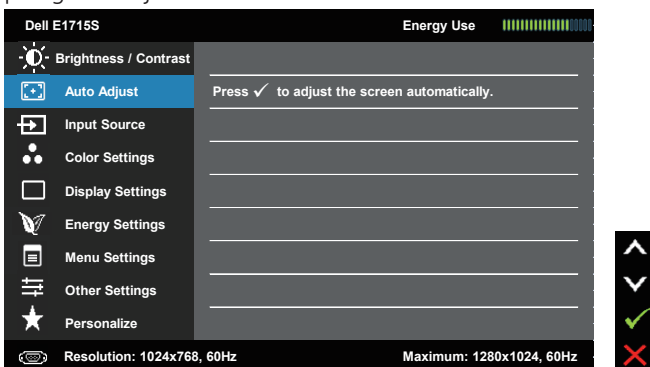 Dell E1715S Energy Use
Brightness / Contrast
Auto Adjust Press ✓ to adjust the screen automatically.
Input Source
Color Settings
Display Settings
Energy Settings
Menu Settings
Other Settings
Personalize
Resolution: 1024x768, 60Hz Maximum: 1280x1024, 60Hz